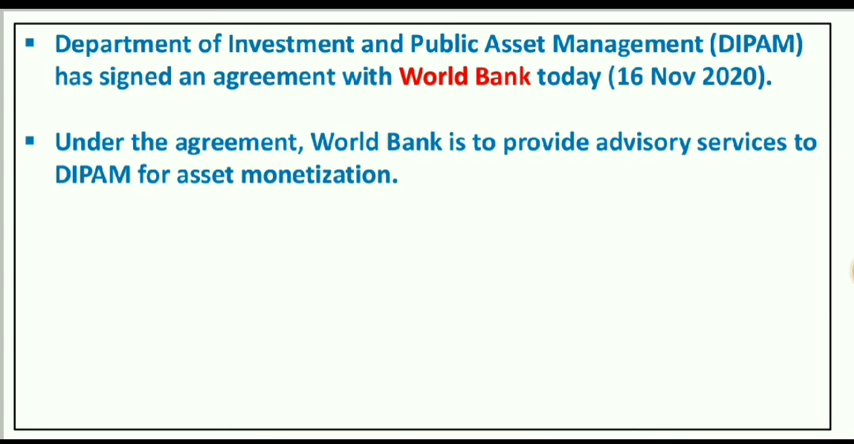 ▪ Department of Investment and Public Asset Management (DIPAM)
has signed an agreement with World Bank today (16 Nov 2020).
▪ Under the agreement, World Bank is to provide advisory services to
DIPAM for asset monetization.